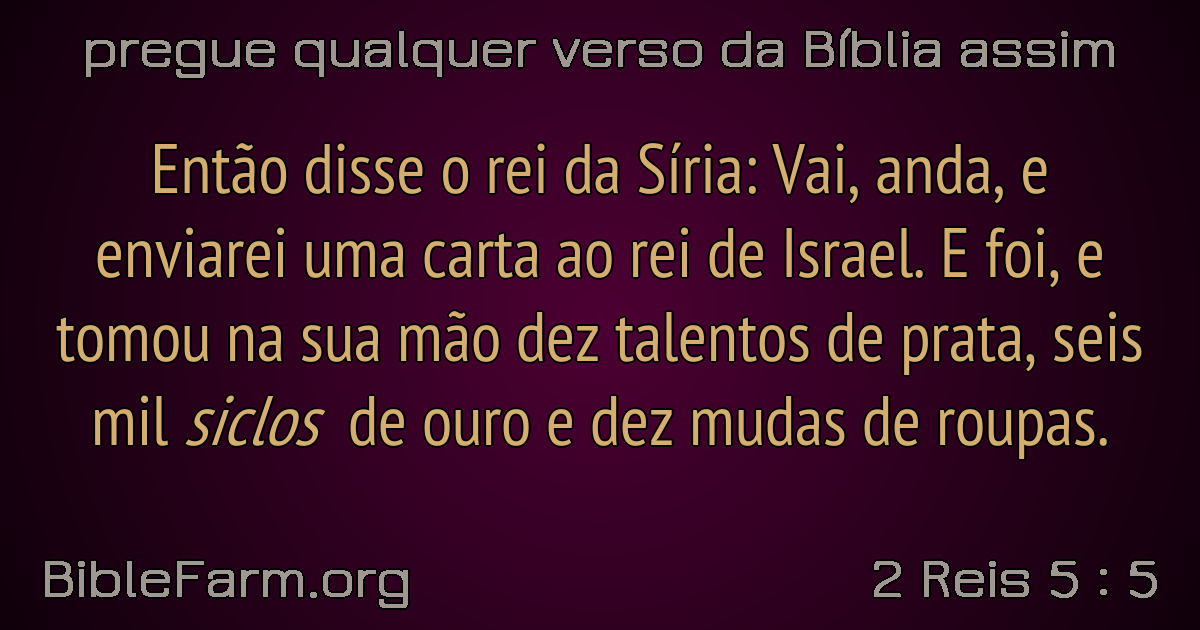 pregue qualquer verso da Bíblia assim
Então disse o rei da Síria: Vai, anda, e
enviarei uma carta ao rei de Israel. E foi, e
tomou na sua mão dez talentos de prata, seis
mil siclos de ouro e dez mudas de roupas.
BibleFarm.org
2 Reis 5 : 5